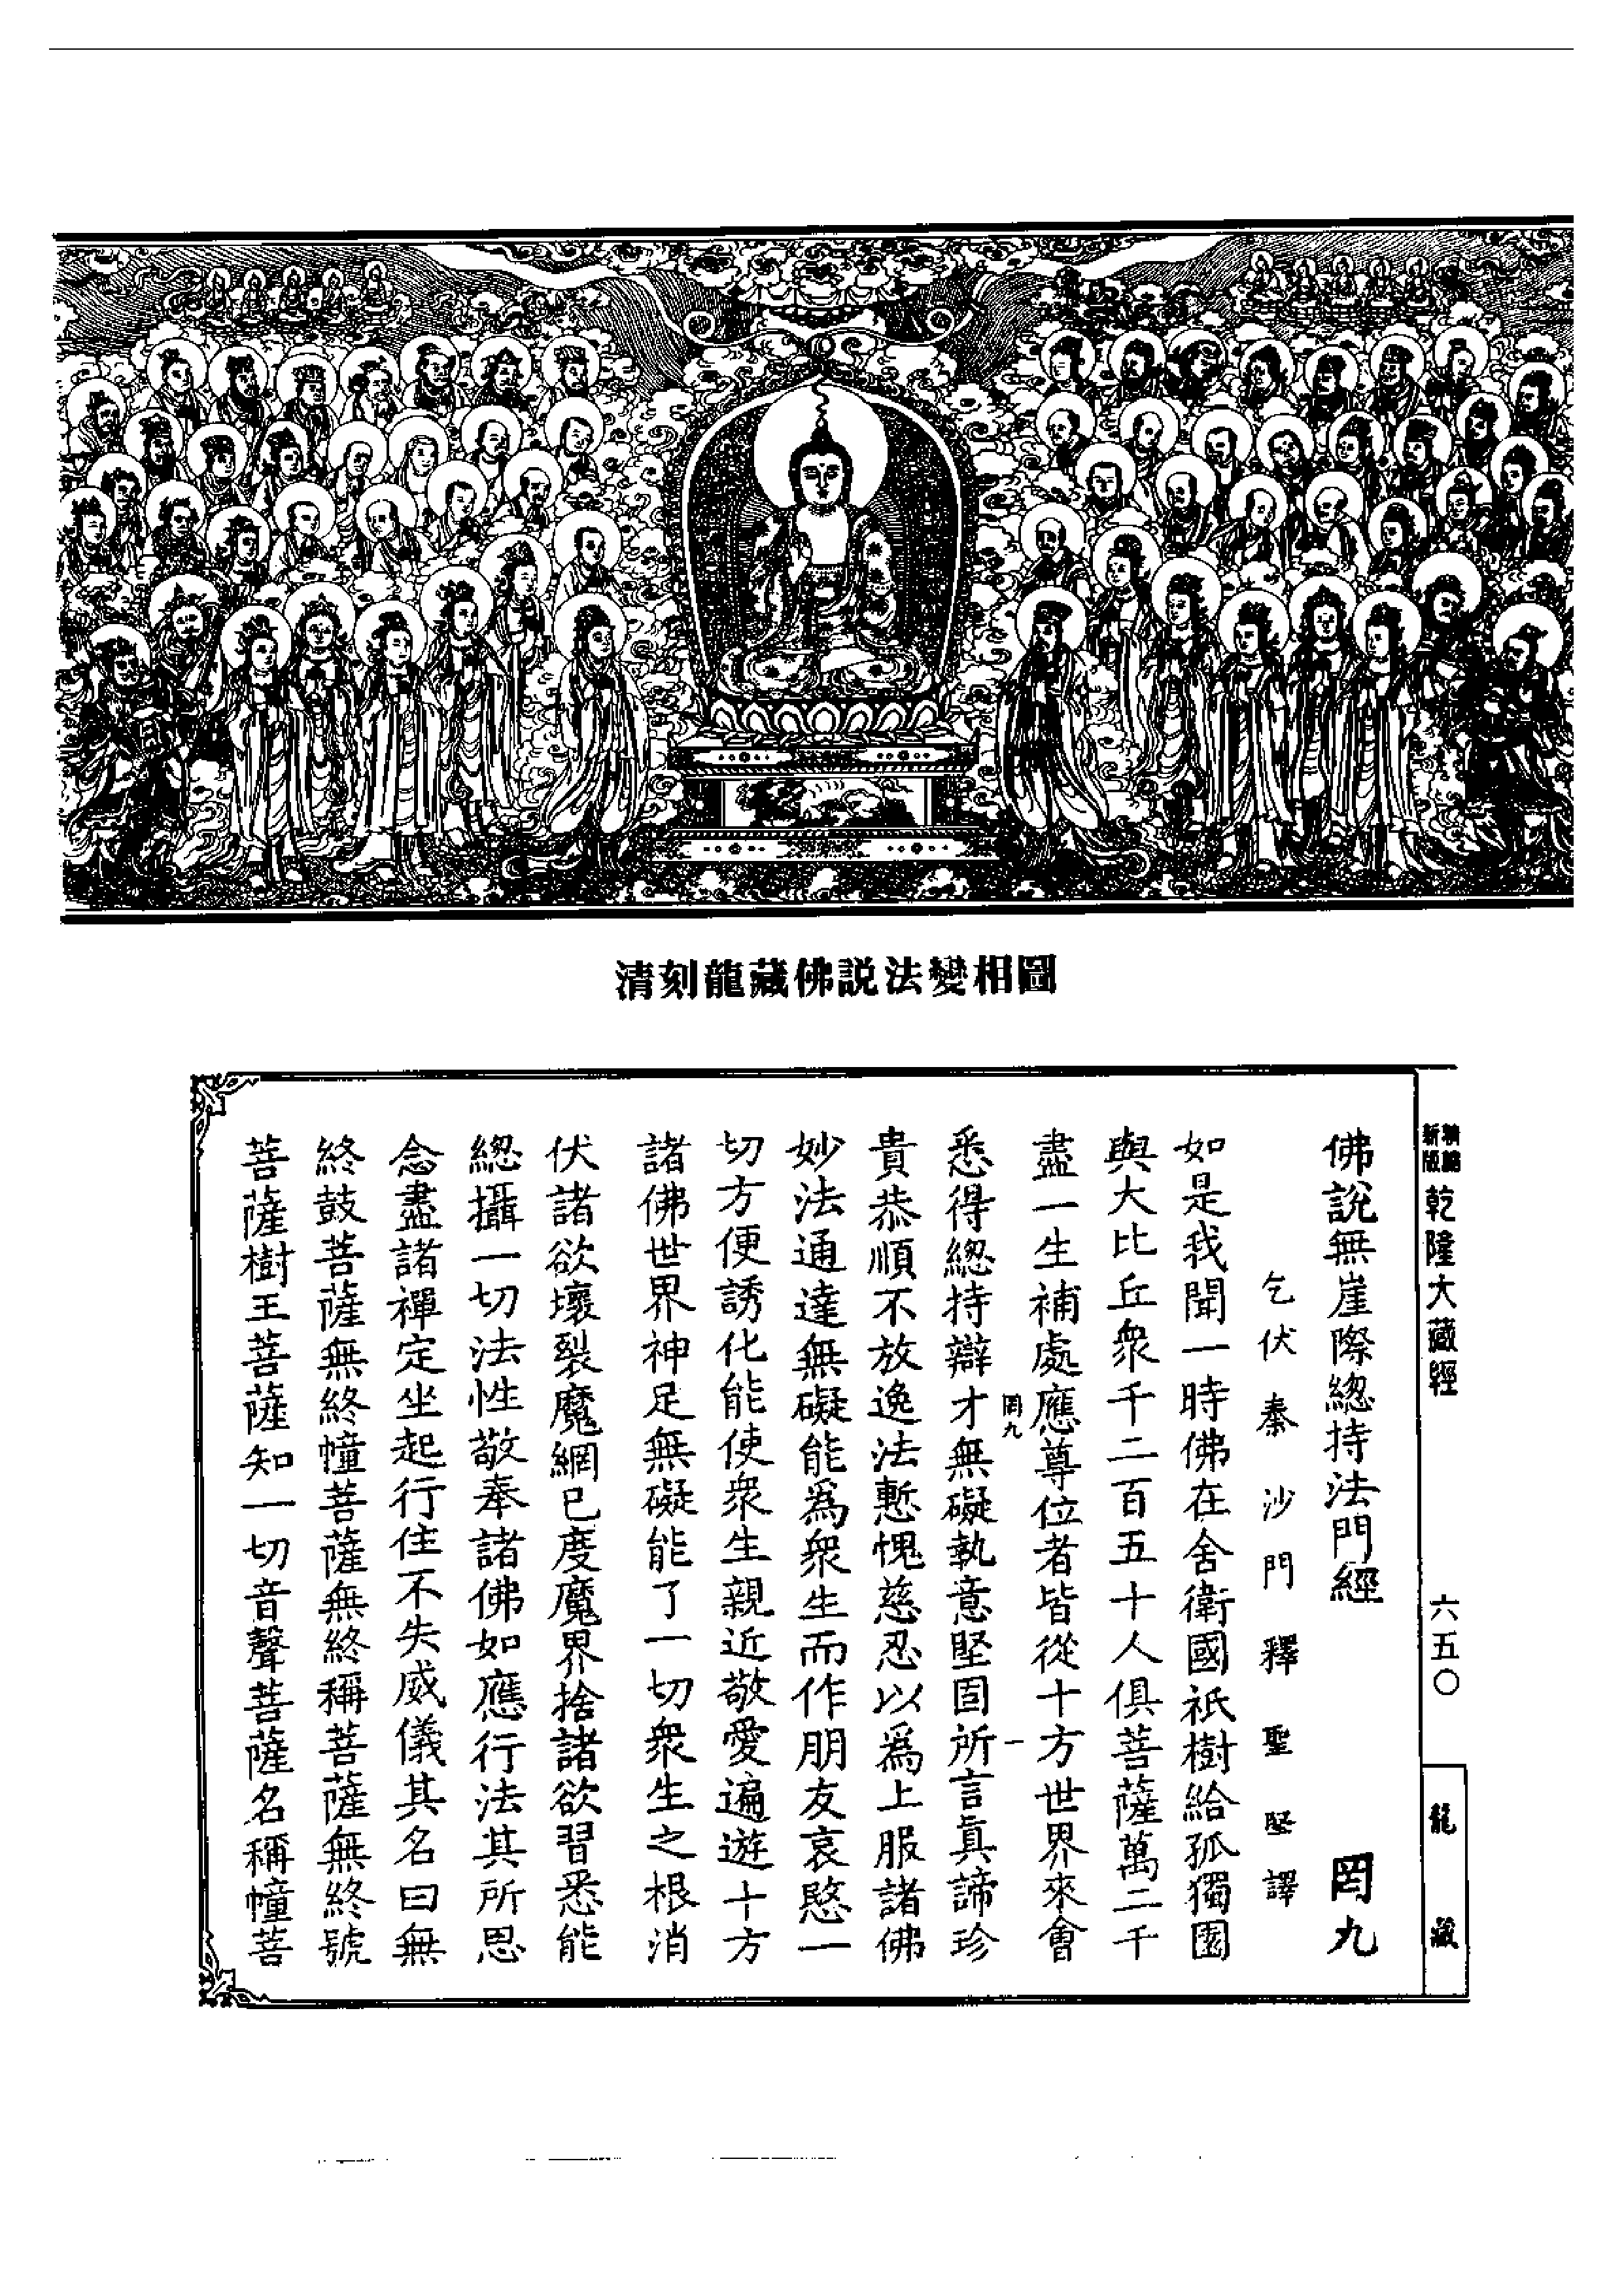 清刻龍藏佛説法變相圖
新版
精縮
乾隆大藏經
六五〇
龍藏
佛說無崖際緫持法門經 罔九
乞伏秦沙門釋聖堅譯
如是我聞一時佛在舍衛國祇樹給孤獨園
與大比丘衆千二百五十人俱菩薩萬二千
盡一生補處應尊位者皆從十方世界來會
罔九 一
悉得緫持辯才無礙執意堅固所言眞諦珍
貴恭順不放逸法慙愧慈忍以爲上服諸佛
妙法通達無礙能爲衆生而作朋友哀愍一
切方便誘化能使衆生親近敬愛遍遊十方
諸佛世界神足無礙能了一切衆生之根消
伏諸欲壞裂魔網已度魔界捨諸欲習悉能
緫攝一切法性敬奉諸佛如應行法其所思
念盡諸禪定坐起行住不失威儀其名曰無
終鼓菩薩無終幢菩薩無終稱菩薩無終號
菩薩樹王菩薩知一切音聲菩薩名稱幢菩